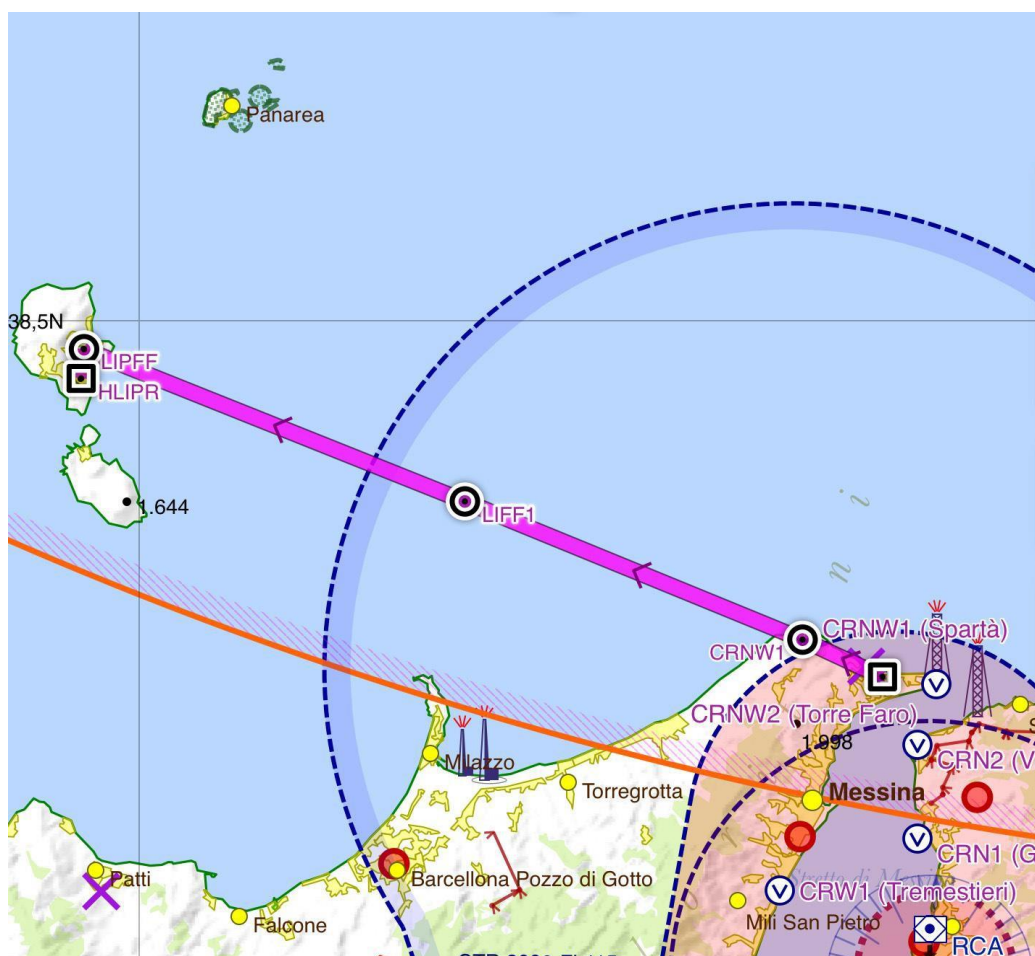 Panarea
38,5N
LIPFF
HLIPR
1.644
LIFF1
n i
CRNW1 (Spartà)
CRNW1
CRNW2 (Torre Faro)
1.998
CRN2 (V
Milazzo
Torregrotta
Messina
CRN1 (G
Patti
Barcellona Pozzo di Gotto
CRW1 (Tremestieri)
Falcone
Mili San Pietro
RCA